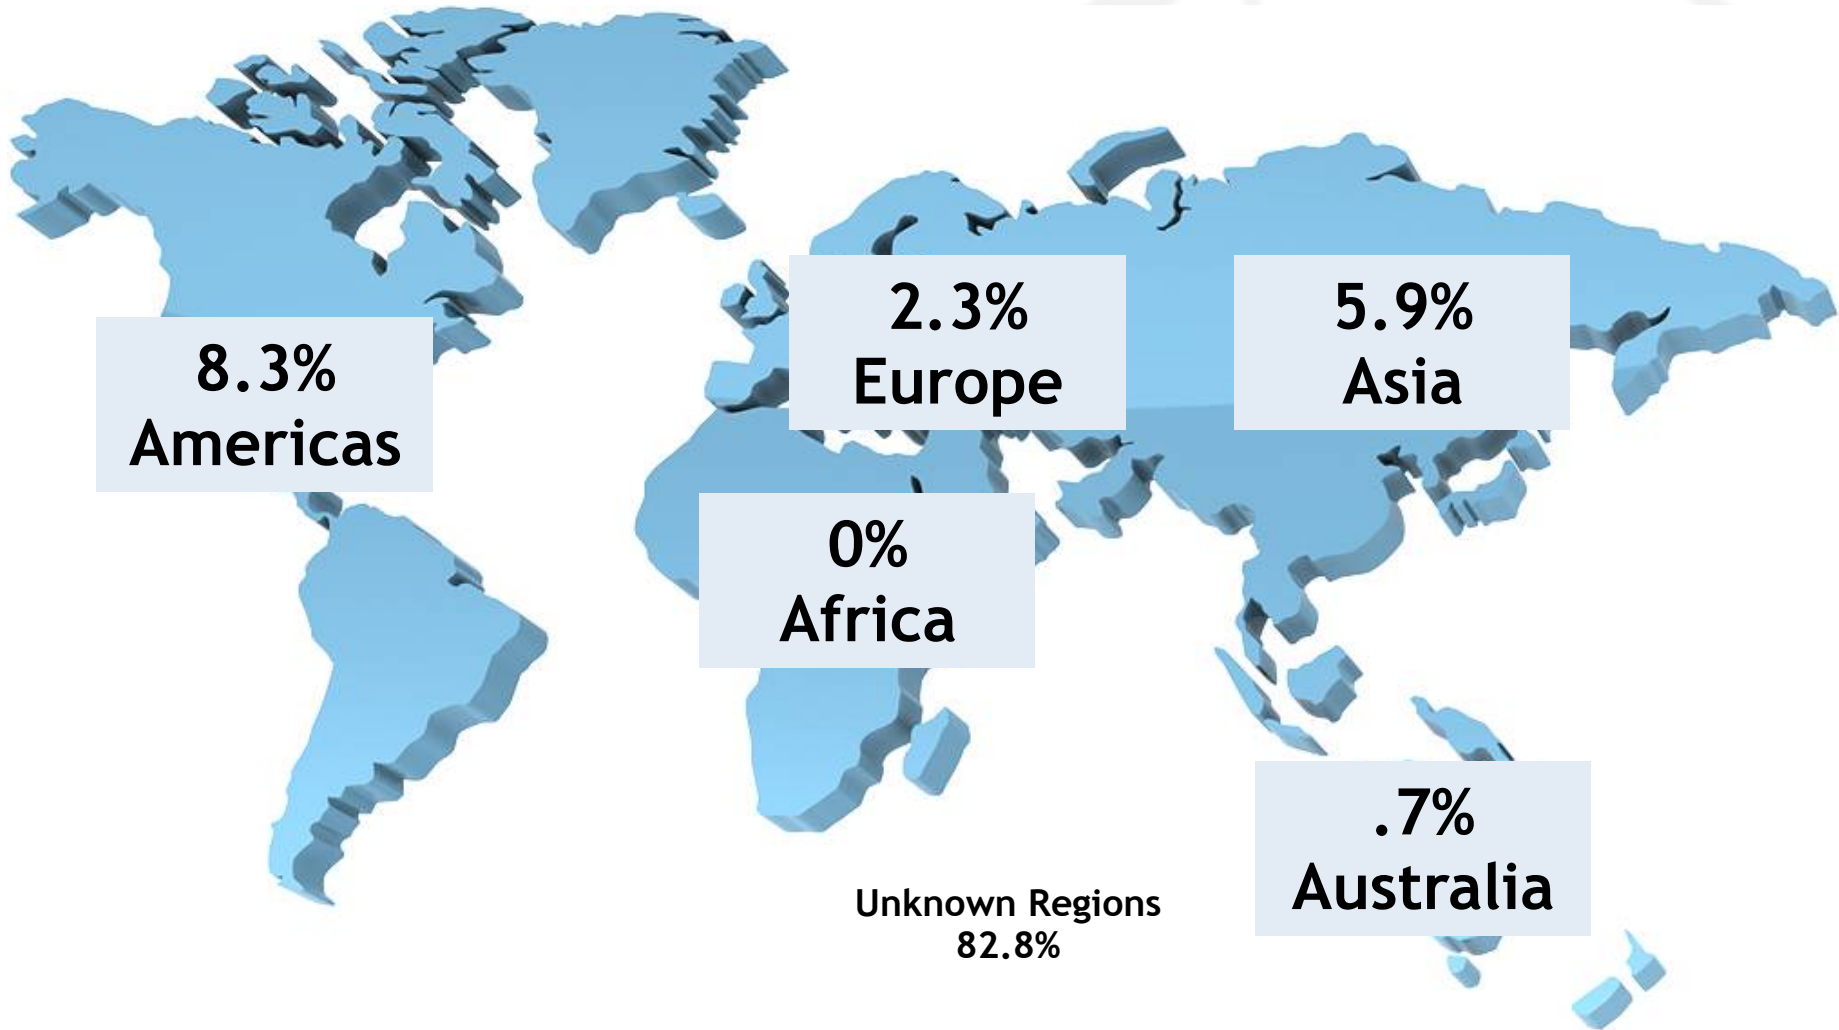 8.3%
Americas
2.3%
Europe
5.9%
Asia
0%
Africa
.7%
Australia
Unknown Regions
82.8%